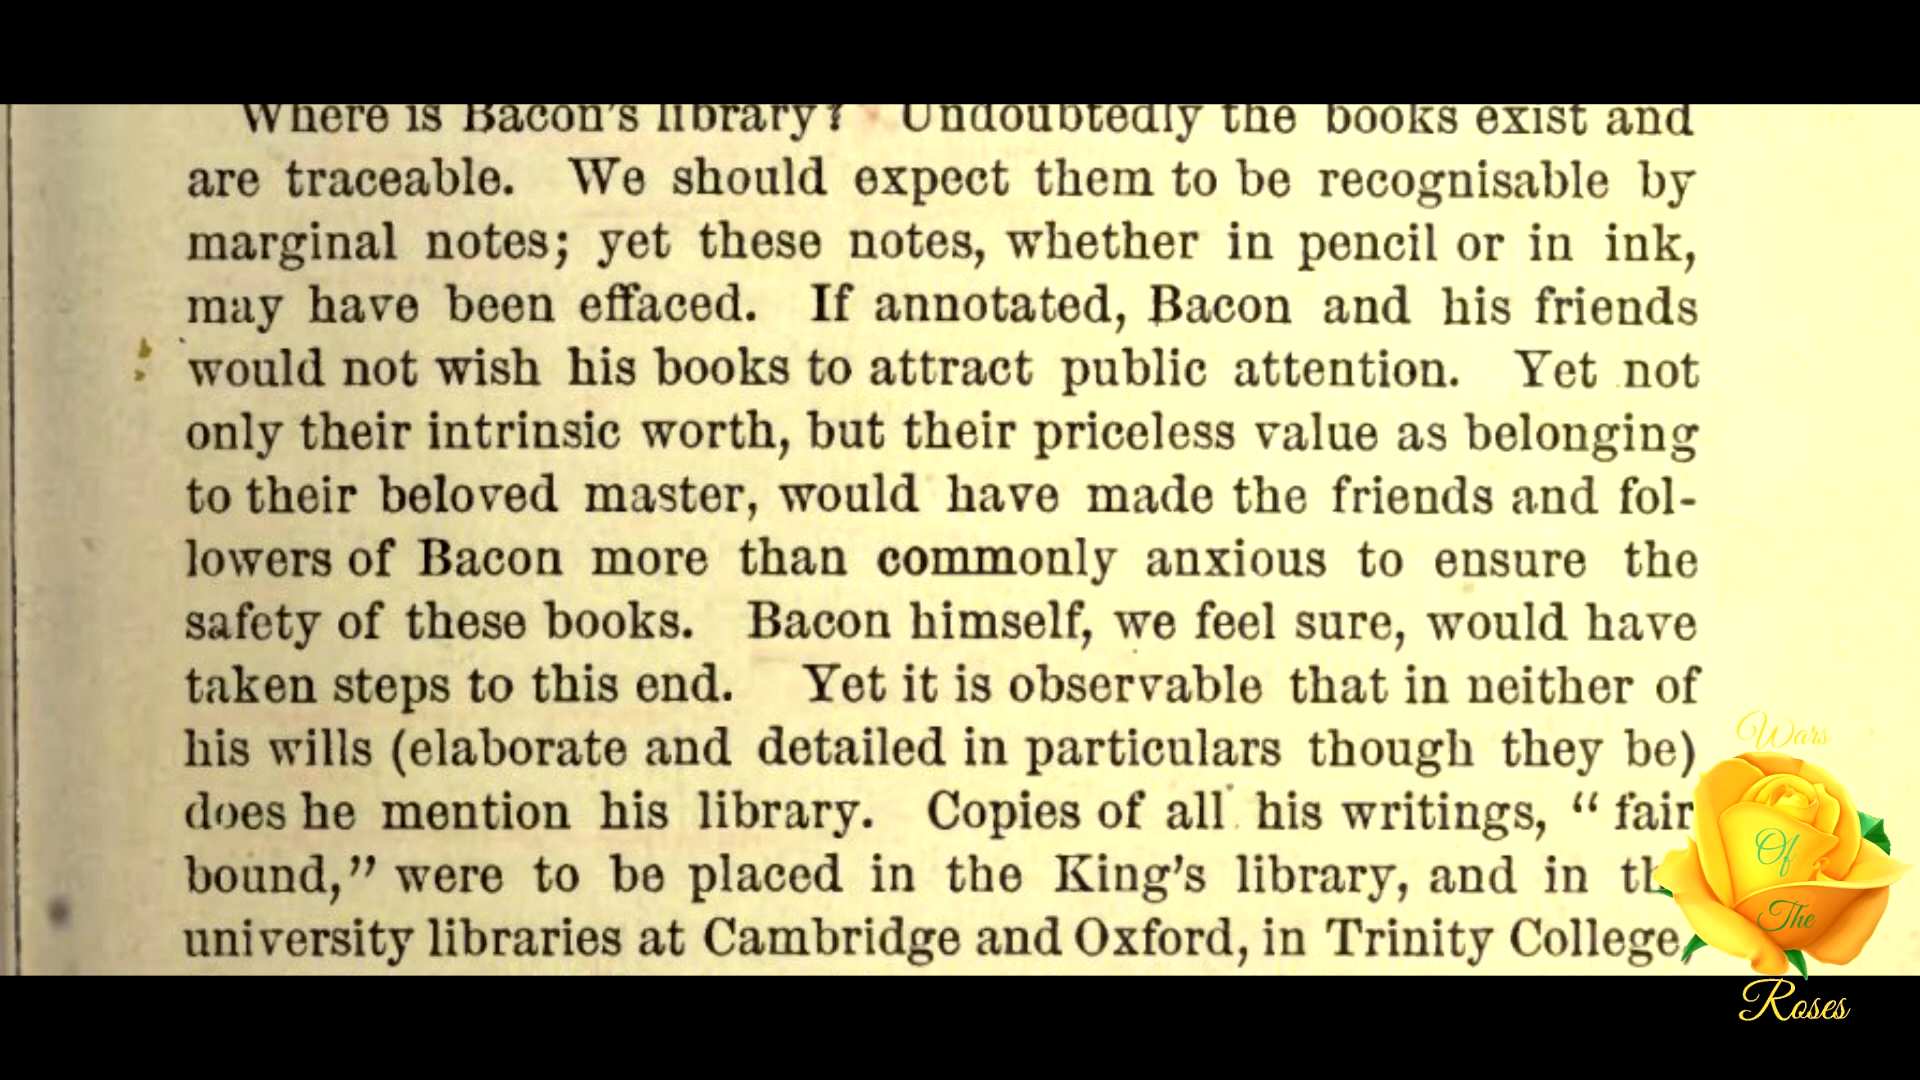 Where is Bacon's library? Undoubtedly the books exist and
are traceable. We should expect them to be recognisable by
marginal notes; yet these notes, whether in pencil or in ink,
may have been effaced. If annotated, Bacon and his friends
would not wish his books to attract public attention. Yet not
only their intrinsic worth, but their priceless value as belonging
to their beloved master, would have made the friends and fol-
lowers of Bacon more than commonly anxious to ensure the
safety of these books. Bacon himself, we feel sure, would have
taken steps to this end. Yet it is observable that in neither of
his wills (elaborate and detailed in particulars though they be)
does he mention his library. Copies of all his writings, “ fair
bound,” were to be placed in the King's library, and in
university libraries at Cambridge and Oxford, in Trinity College,
Wars
Of
The
Roses